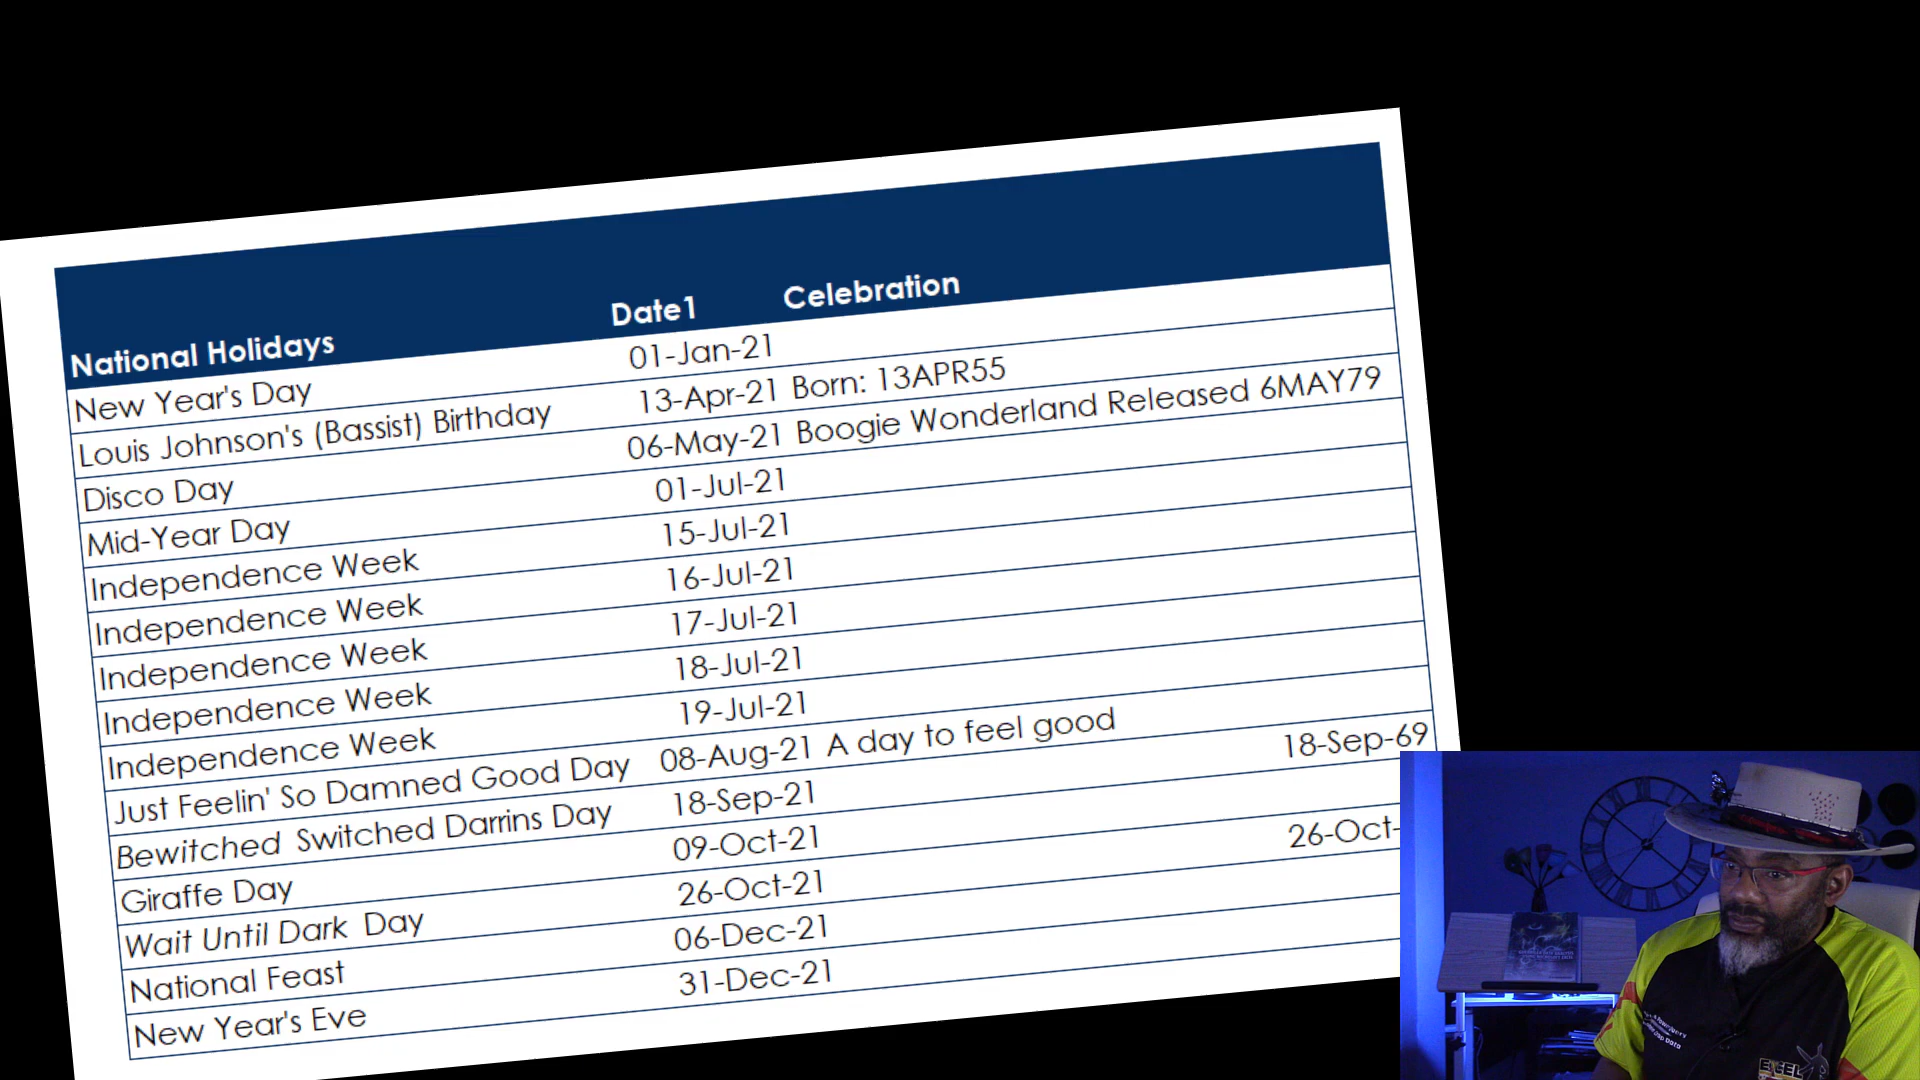 National Holidays Date1 Celebration
New Year's Day 01-Jan-21
Louis Johnson's (Bassist) Birthday 13-Apr-21 Born: 13APR55
Disco Day 06-May-21 Boogie Wonderland Released 6MAY79
Mid-Year Day 01-Jul-21
Independence Week 15-Jul-21
Independence Week 16-Jul-21
Independence Week 17-Jul-21
Independence Week 18-Jul-21
Independence Week 19-Jul-21
Just Feelin' So Damned Good Day 08-Aug-21 A day to feel good
Bewitched Switched Darrins Day 18-Sep-21 18-Sep-69
Giraffe Day 09-Oct-21
Wait Until Dark Day 26-Oct-21 26-Oct-
National Feast 06-Dec-21
New Year's Eve 31-Dec-21
EXCEL